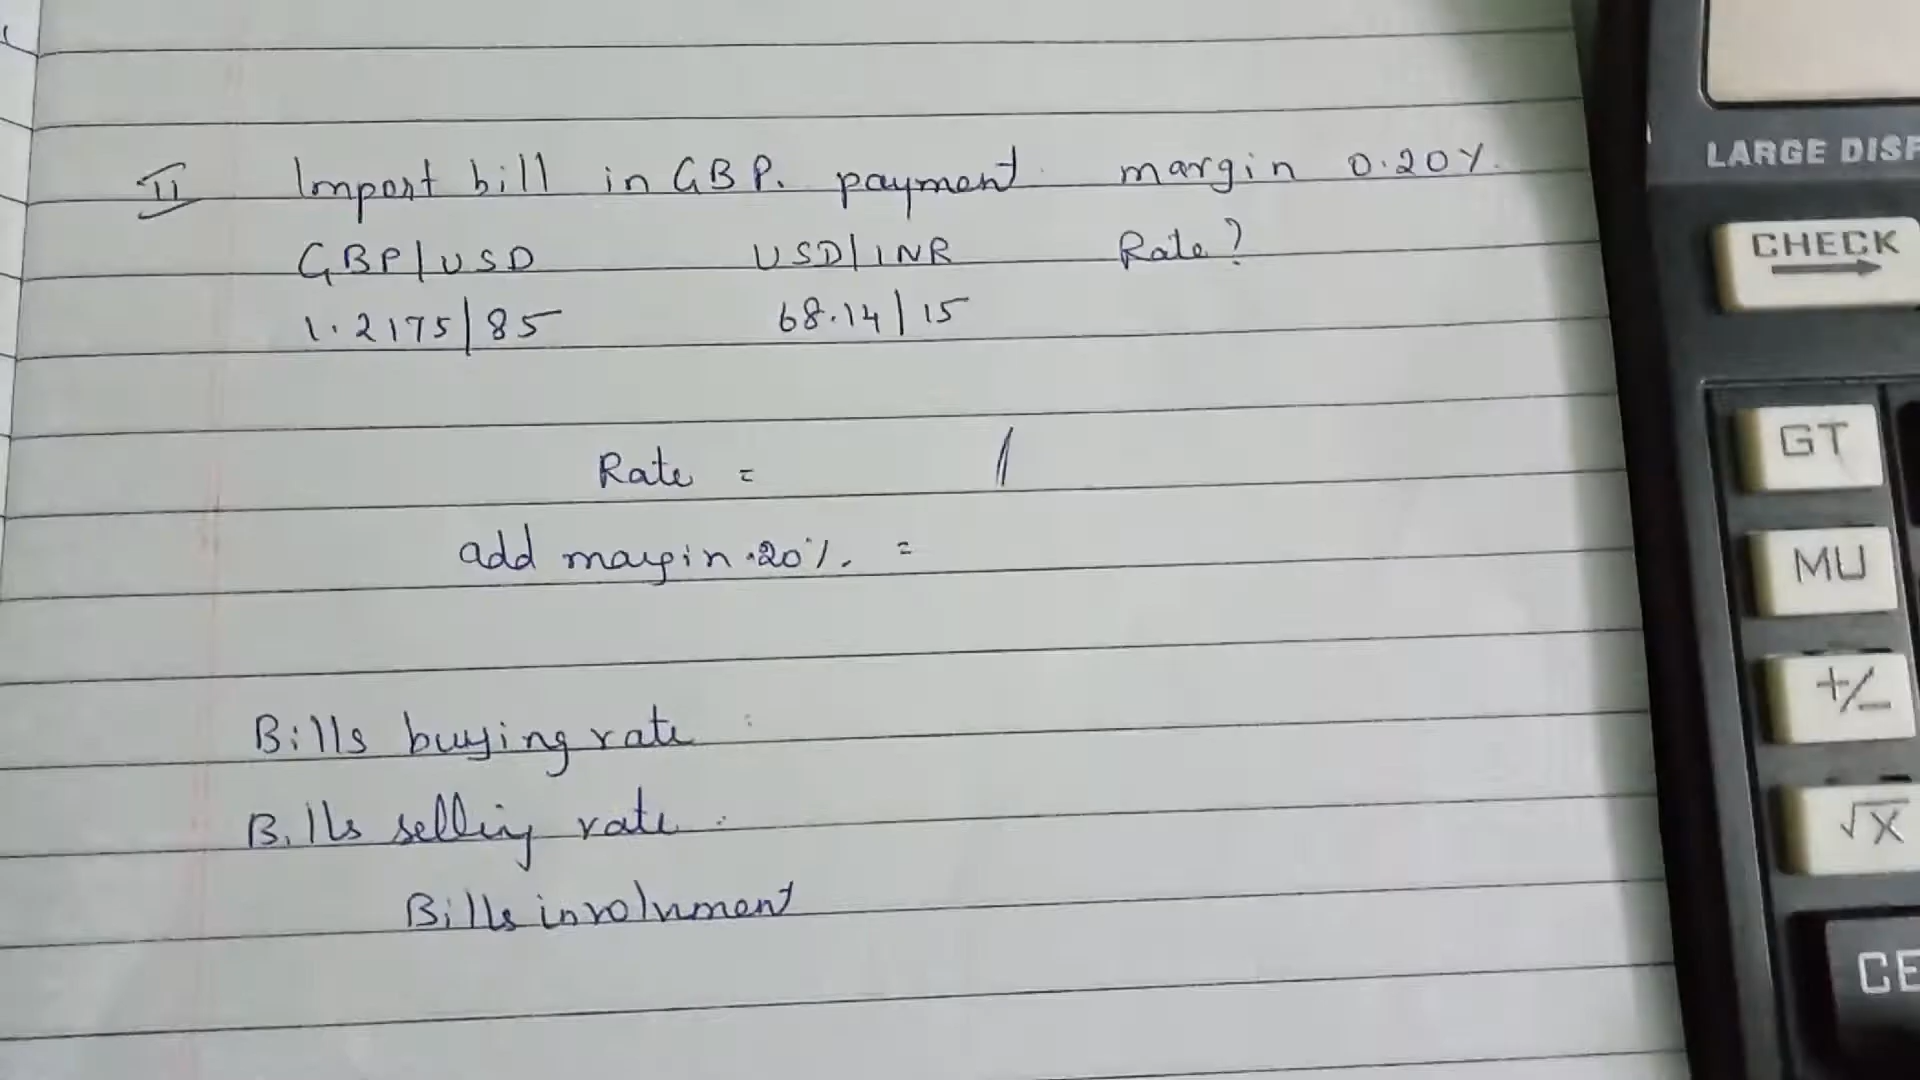 II Import bill in GBP. payment margin 0.20%.
GBP/USD USD/INR Rate?
1.2175/85 68.14/15
Rate =
add margin .20%. =
Bills buying rate :
Bills selling rate :
Bills involvment
LARGE DISP
CHECK
GT
MU
+/-
√X
CE